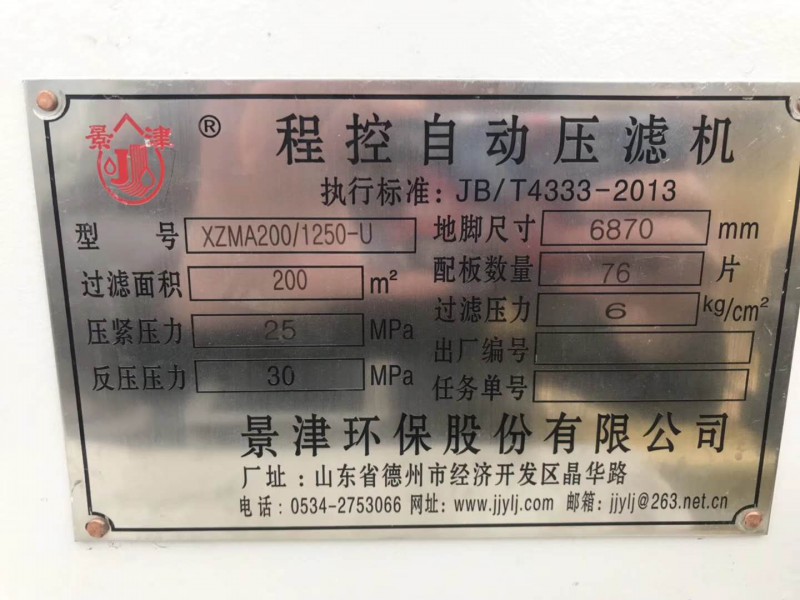 景津 ® 程控自动压滤机
执行标准：JB/T4333-2013
型 号 XZMA200/1250-U 地脚尺寸 6870 mm
过滤面积 200 m² 配板数量 76 片
压紧压力 25 MPa 过滤压力 6 kg/cm²
反压压力 30 MPa 出厂编号
任务单号
景津环保股份有限公司
厂址：山东省德州市经济开发区晶华路
电话：0534-2753066 网址：www.jjylj.com 邮箱：jjylj@263.net.cn